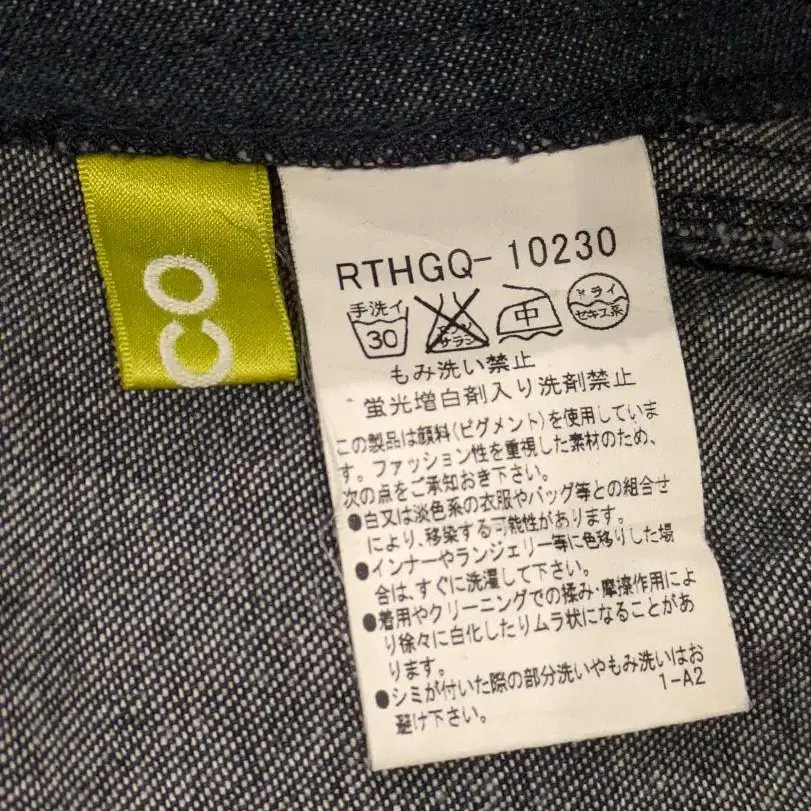 CO
RTHGQ-10230
手洗イ
30
エンソ
サラシ
中
ドライ
セキユ系
もみ洗い禁止
蛍光増白剤入り洗剤禁止
この製品は顔料(ピグメント)を使用していま
す。ファッション性を重視した素材のため、
次の点をご承知おき下さい。
●白又は淡色系の衣服やバッグ等との組合せ
により、移染する可能性があります。
●インナーやランジェリー等に色移りした場
合は、すぐに洗濯して下さい。
●着用やクリーニングでの揉み・摩擦作用によ
り徐々に白化したりムラ状になることがあ
ります。
●シミが付いた際の部分洗いやもみ洗いはお
避け下さい。
1-A2